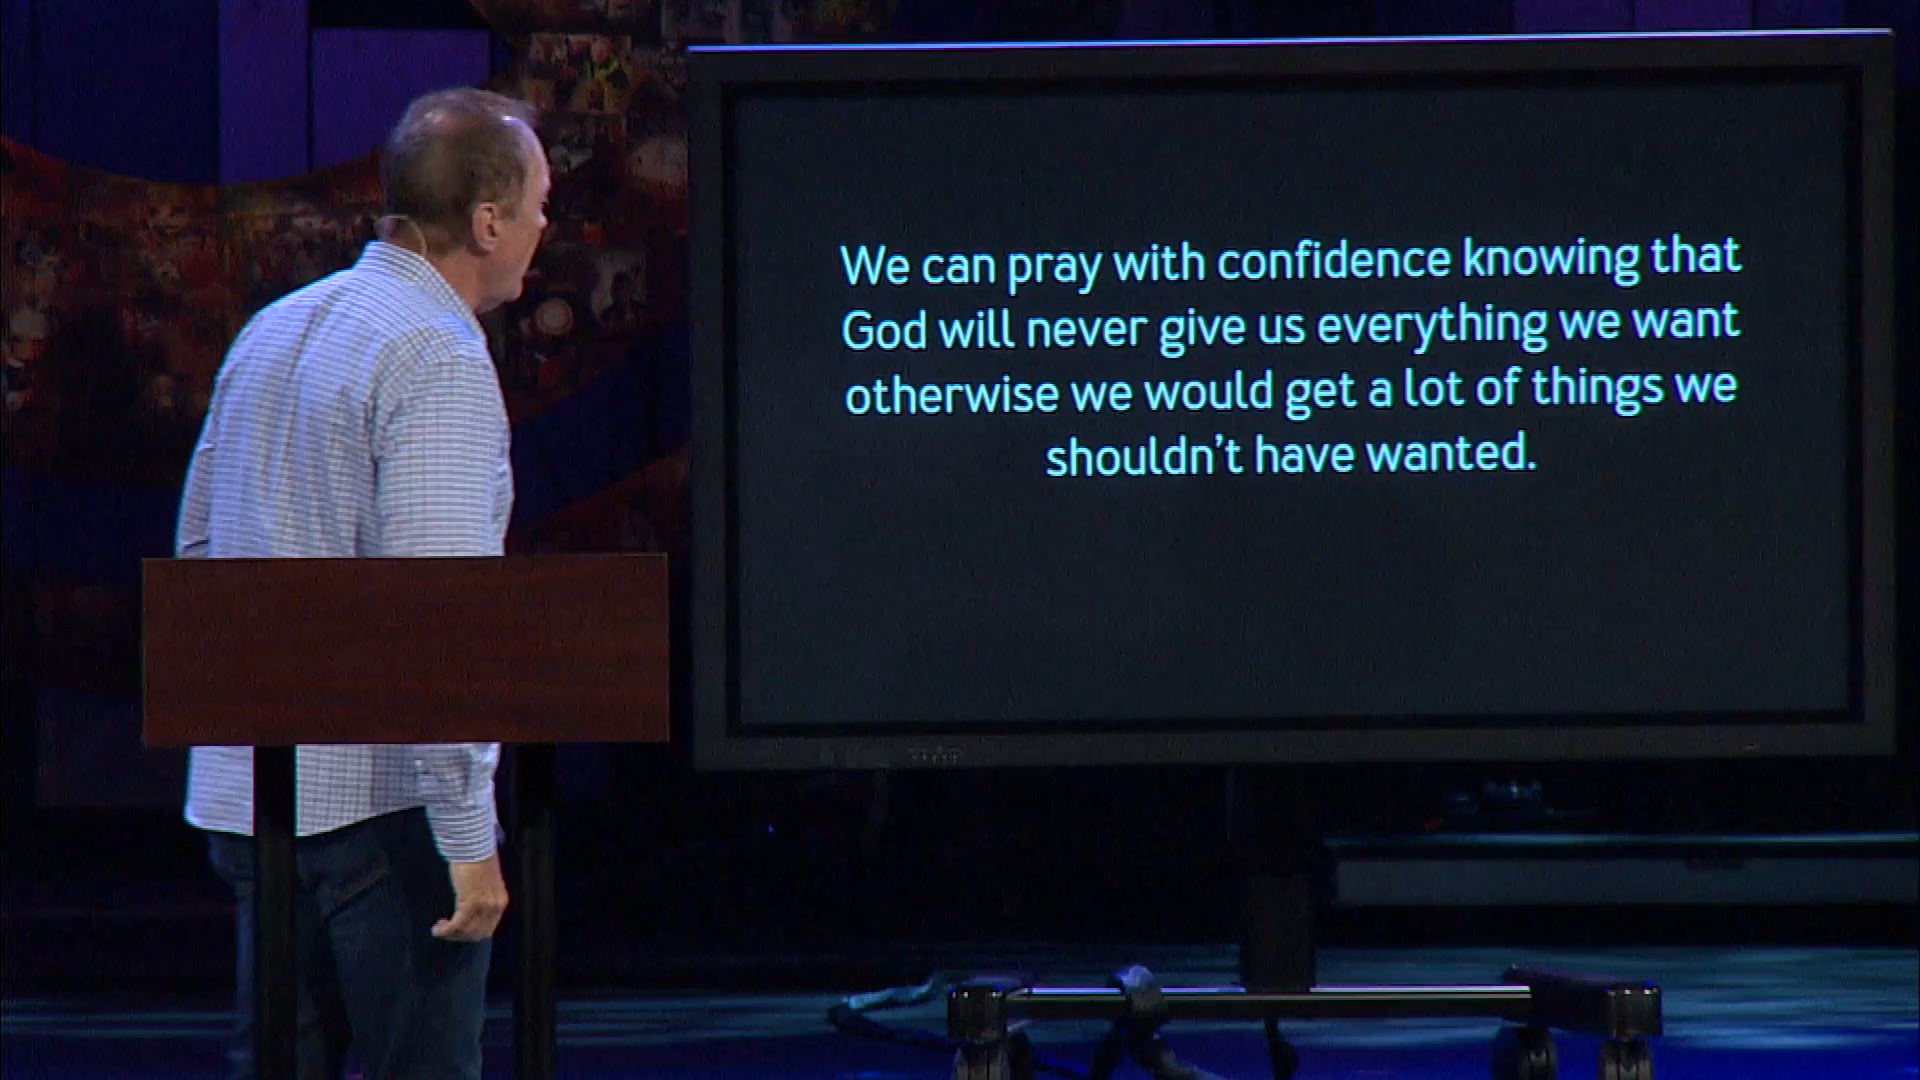 We can pray with confidence knowing that
God will never give us everything we want
otherwise we would get a lot of things we
shouldn't have wanted.